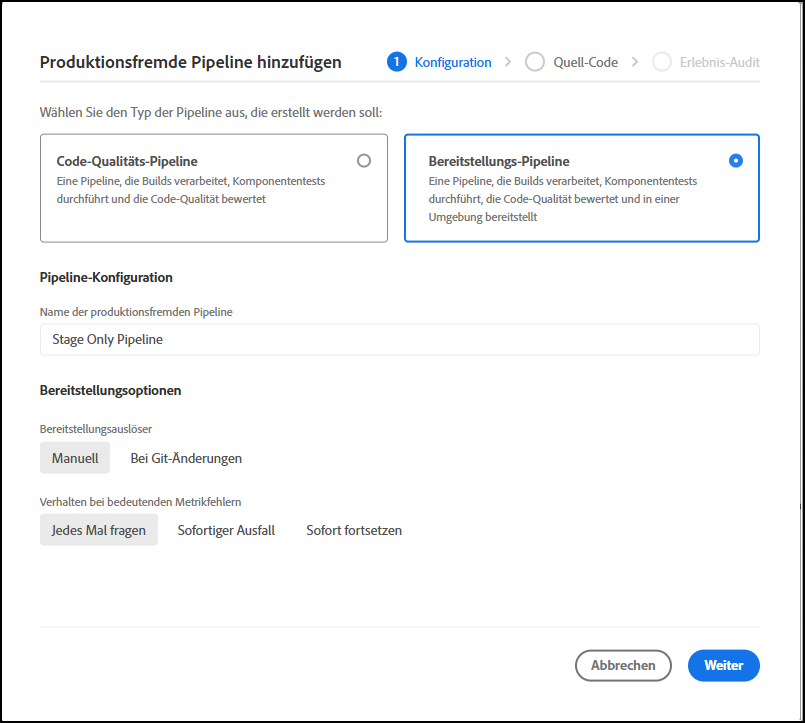 Produktionsfremde Pipeline hinzufügen
1 Konfiguration > Quell-Code > Erlebnis-Audit
Wählen Sie den Typ der Pipeline aus, die erstellt werden soll:
Code-Qualitäts-Pipeline
Eine Pipeline, die Builds verarbeitet, Komponententests
durchführt und die Code-Qualität bewertet
Bereitstellungs-Pipeline
Eine Pipeline, die Builds verarbeitet, Komponententests
durchführt, die Code-Qualität bewertet und in einer
Umgebung bereitstellt
Pipeline-Konfiguration
Name der produktionsfremden Pipeline
Stage Only Pipeline
Bereitstellungsoptionen
Bereitstellungsauslöser
Manuell Bei Git-Änderungen
Verhalten bei bedeutenden Metrikfehlern
Jedes Mal fragen Sofortiger Ausfall Sofort fortsetzen
Abbrechen Weiter